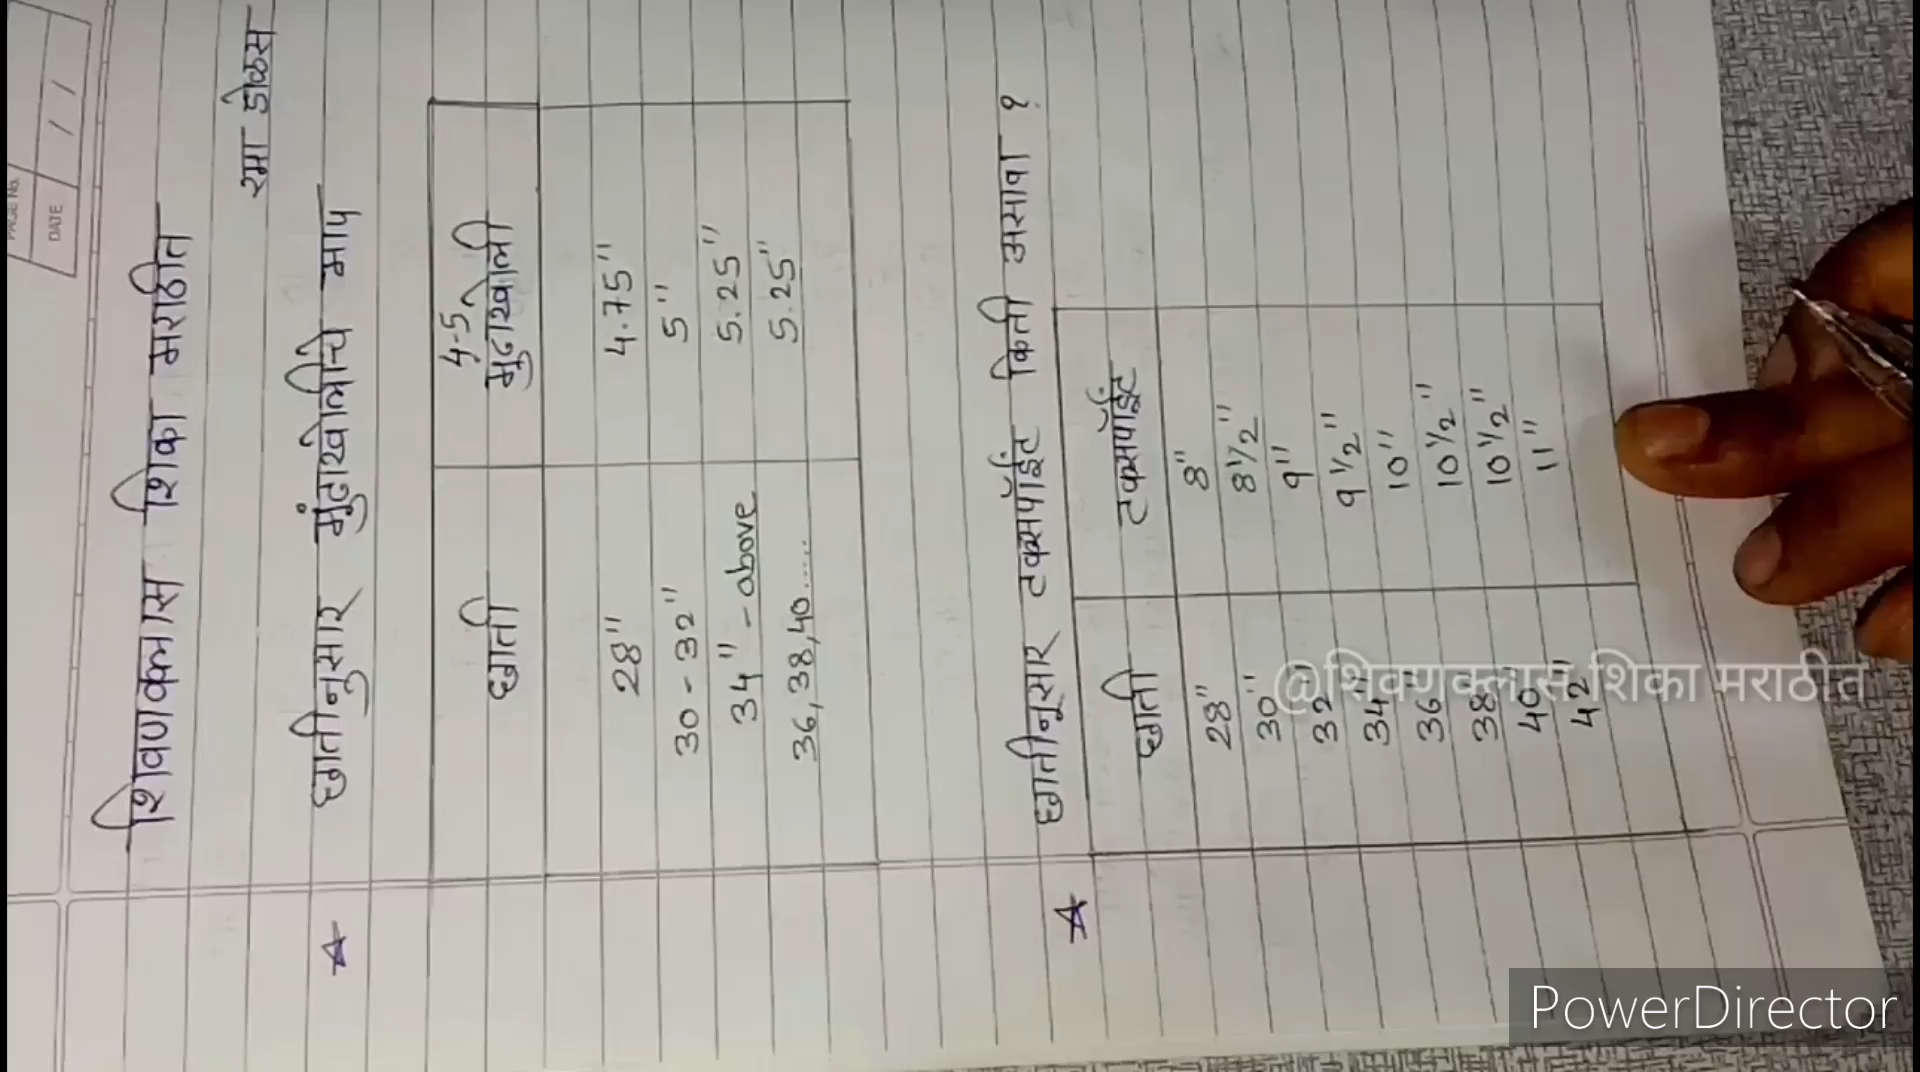 PAGE No.
DATE / /
शिवणक्लास शिका मराठीत
रमा डोळस
☆ छातीनुसार मुंढाखोलीचे माप
छाती 4-5, मुंढाखोली
28" 4.75"
30-32" 5"
34" - above 5.25"
36, 38, 40..... 5.25"
☆ छातीनूसार टक्सपॉईंट किती असावा ?
छाती टक्सपॉईंट
28" 8"
30" 8½"
32" 9"
34" 9½"
36" 10"
38" 10½"
40" 10½"
42" 11"
@शिवणक्लास शिका मराठीत
PowerDirector